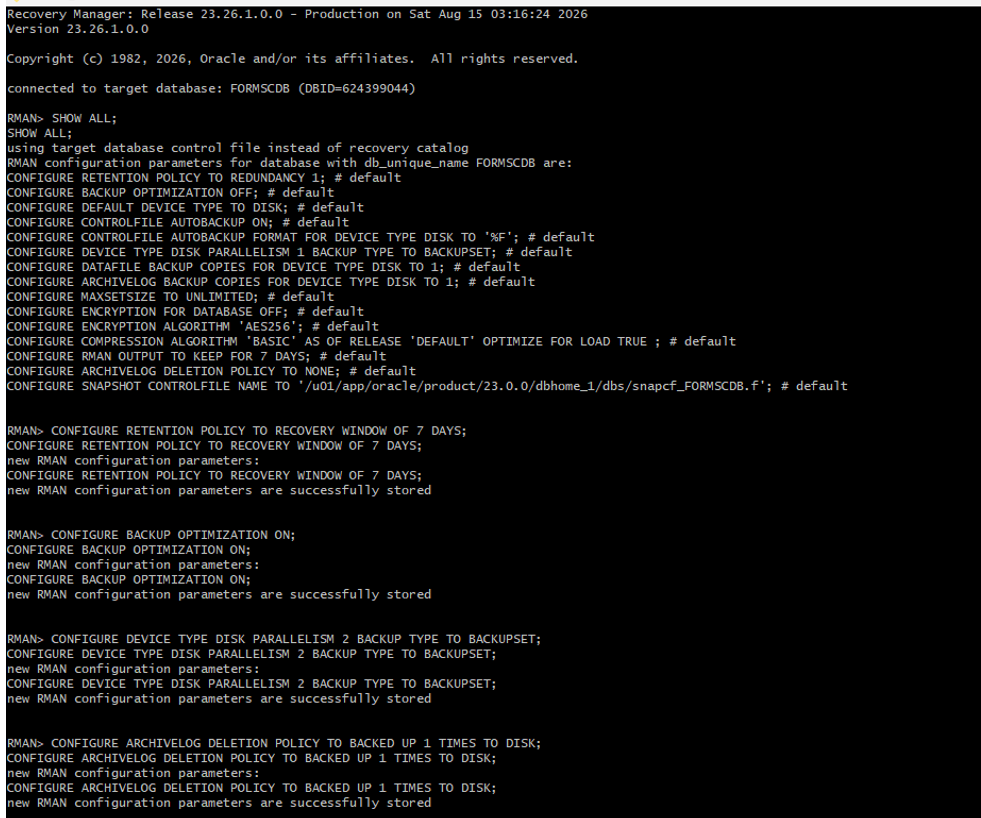 Recovery Manager: Release 23.26.1.0.0 - Production on Sat Aug 15 03:16:24 2026
Version 23.26.1.0.0
Copyright (c) 1982, 2026, Oracle and/or its affiliates.  All rights reserved.
connected to target database: FORMSCDB (DBID=624399044)
RMAN> SHOW ALL;
SHOW ALL;
using target database control file instead of recovery catalog
RMAN configuration parameters for database with db_unique_name FORMSCDB are:
CONFIGURE RETENTION POLICY TO REDUNDANCY 1; # default
CONFIGURE BACKUP OPTIMIZATION OFF; # default
CONFIGURE DEFAULT DEVICE TYPE TO DISK; # default
CONFIGURE CONTROLFILE AUTOBACKUP ON; # default
CONFIGURE CONTROLFILE AUTOBACKUP FORMAT FOR DEVICE TYPE DISK TO '%F'; # default
CONFIGURE DEVICE TYPE DISK PARALLELISM 1 BACKUP TYPE TO BACKUPSET; # default
CONFIGURE DATAFILE BACKUP COPIES FOR DEVICE TYPE DISK TO 1; # default
CONFIGURE ARCHIVELOG BACKUP COPIES FOR DEVICE TYPE DISK TO 1; # default
CONFIGURE MAXSETSIZE TO UNLIMITED; # default
CONFIGURE ENCRYPTION FOR DATABASE OFF; # default
CONFIGURE ENCRYPTION ALGORITHM 'AES256'; # default
CONFIGURE COMPRESSION ALGORITHM 'BASIC' AS OF RELEASE 'DEFAULT' OPTIMIZE FOR LOAD TRUE ; # default
CONFIGURE RMAN OUTPUT TO KEEP FOR 7 DAYS; # default
CONFIGURE ARCHIVELOG DELETION POLICY TO NONE; # default
CONFIGURE SNAPSHOT CONTROLFILE NAME TO '/u01/app/oracle/product/23.0.0/dbhome_1/dbs/snapcf_FORMSCDB.f'; # default
RMAN> CONFIGURE RETENTION POLICY TO RECOVERY WINDOW OF 7 DAYS;
CONFIGURE RETENTION POLICY TO RECOVERY WINDOW OF 7 DAYS;
new RMAN configuration parameters:
CONFIGURE RETENTION POLICY TO RECOVERY WINDOW OF 7 DAYS;
new RMAN configuration parameters are successfully stored
RMAN> CONFIGURE BACKUP OPTIMIZATION ON;
CONFIGURE BACKUP OPTIMIZATION ON;
new RMAN configuration parameters:
CONFIGURE BACKUP OPTIMIZATION ON;
new RMAN configuration parameters are successfully stored
RMAN> CONFIGURE DEVICE TYPE DISK PARALLELISM 2 BACKUP TYPE TO BACKUPSET;
CONFIGURE DEVICE TYPE DISK PARALLELISM 2 BACKUP TYPE TO BACKUPSET;
new RMAN configuration parameters:
CONFIGURE DEVICE TYPE DISK PARALLELISM 2 BACKUP TYPE TO BACKUPSET;
new RMAN configuration parameters are successfully stored
RMAN> CONFIGURE ARCHIVELOG DELETION POLICY TO BACKED UP 1 TIMES TO DISK;
CONFIGURE ARCHIVELOG DELETION POLICY TO BACKED UP 1 TIMES TO DISK;
new RMAN configuration parameters:
CONFIGURE ARCHIVELOG DELETION POLICY TO BACKED UP 1 TIMES TO DISK;
new RMAN configuration parameters are successfully stored